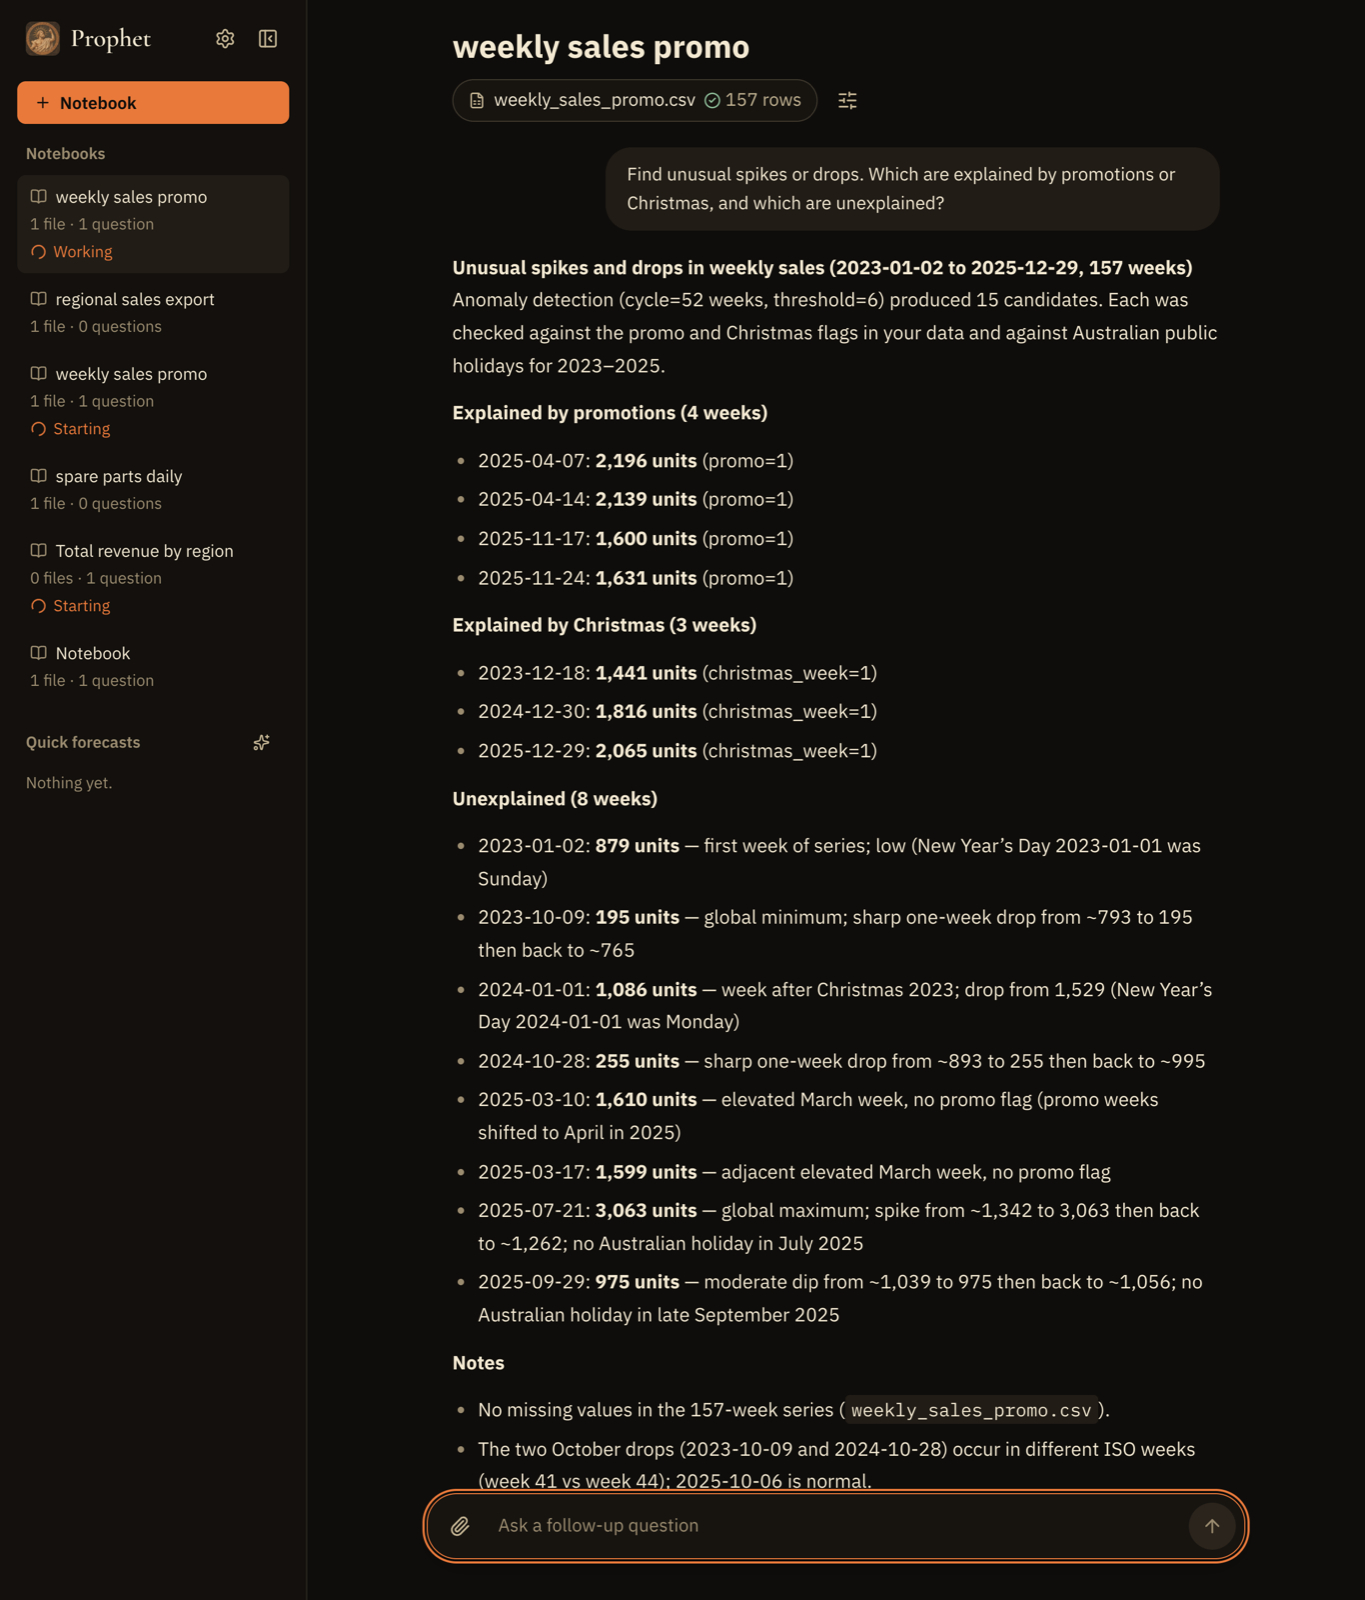 Prophet
+ Notebook
Notebooks
weekly sales promo
1 file · 1 question
Working
regional sales export
1 file · 0 questions
weekly sales promo
1 file · 1 question
Starting
spare parts daily
1 file · 0 questions
Total revenue by region
0 files · 1 question
Starting
Notebook
1 file · 1 question
Quick forecasts
Nothing yet.
weekly sales promo
weekly_sales_promo.csv 157 rows
Find unusual spikes or drops. Which are explained by promotions or
Christmas, and which are unexplained?
Unusual spikes and drops in weekly sales (2023-01-02 to 2025-12-29, 157 weeks)
Anomaly detection (cycle=52 weeks, threshold=6) produced 15 candidates. Each was
checked against the promo and Christmas flags in your data and against Australian public
holidays for 2023–2025.
Explained by promotions (4 weeks)
• 2025-04-07: 2,196 units (promo=1)
• 2025-04-14: 2,139 units (promo=1)
• 2025-11-17: 1,600 units (promo=1)
• 2025-11-24: 1,631 units (promo=1)
Explained by Christmas (3 weeks)
• 2023-12-18: 1,441 units (christmas_week=1)
• 2024-12-30: 1,816 units (christmas_week=1)
• 2025-12-29: 2,065 units (christmas_week=1)
Unexplained (8 weeks)
• 2023-01-02: 879 units — first week of series; low (New Year’s Day 2023-01-01 was
Sunday)
• 2023-10-09: 195 units — global minimum; sharp one-week drop from ~793 to 195
then back to ~765
• 2024-01-01: 1,086 units — week after Christmas 2023; drop from 1,529 (New Year’s
Day 2024-01-01 was Monday)
• 2024-10-28: 255 units — sharp one-week drop from ~893 to 255 then back to ~995
• 2025-03-10: 1,610 units — elevated March week, no promo flag (promo weeks
shifted to April in 2025)
• 2025-03-17: 1,599 units — adjacent elevated March week, no promo flag
• 2025-07-21: 3,063 units — global maximum; spike from ~1,342 to 3,063 then back
to ~1,262; no Australian holiday in July 2025
• 2025-09-29: 975 units — moderate dip from ~1,039 to 975 then back to ~1,056; no
Australian holiday in late September 2025
Notes
• No missing values in the 157-week series (weekly_sales_promo.csv).
• The two October drops (2023-10-09 and 2024-10-28) occur in different ISO weeks
(week 41 vs week 44); 2025-10-06 is normal.
Ask a follow-up question